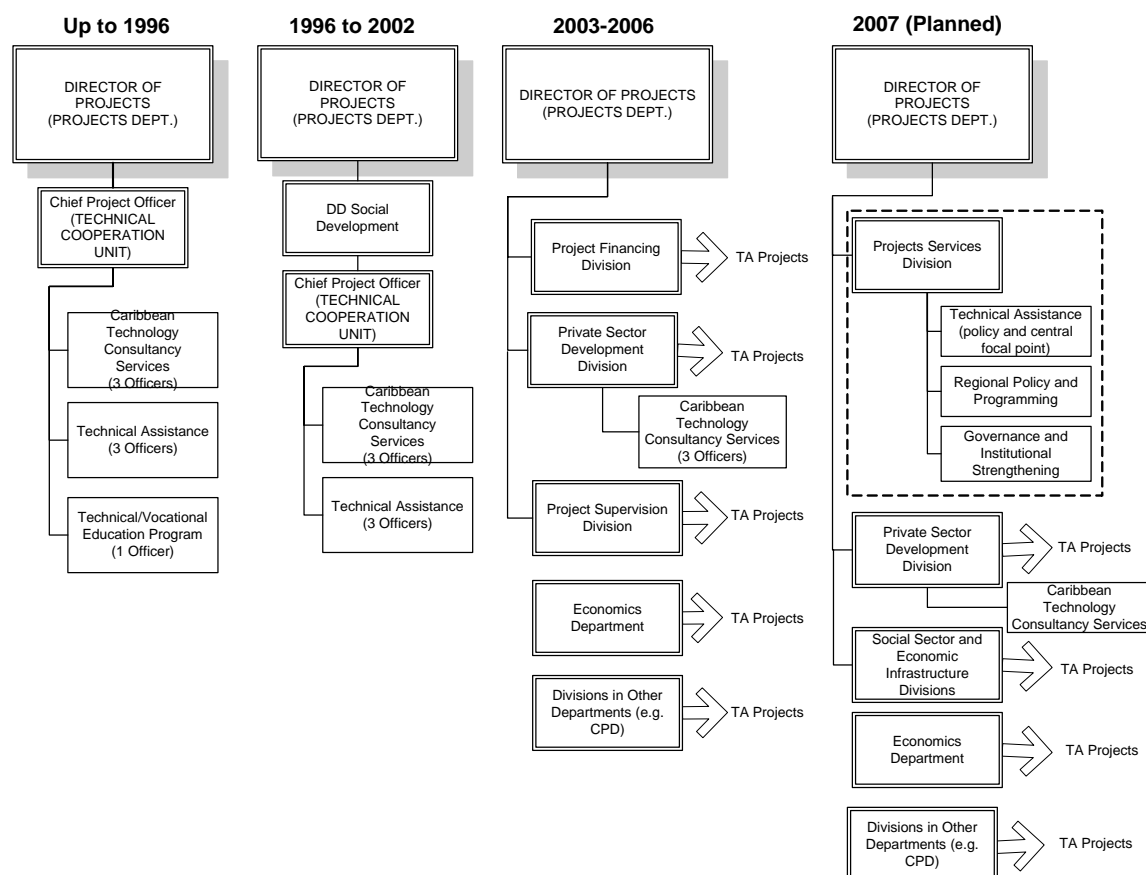 Up to 1996
DIRECTOR OF
PROJECTS
(PROJECTS DEPT.)
Chief Project Officer
(TECHNICAL
COOPERATION
UNIT)
Caribbean
Technology
Consultancy
Services
(3 Officers)
Technical Assistance
(3 Officers)
Technical/Vocational
Education Program
(1 Officer)
1996 to 2002
DIRECTOR OF
PROJECTS
(PROJECTS DEPT.)
DD Social
Development
Chief Project Officer
(TECHNICAL
COOPERATION
UNIT)
Caribbean
Technology
Consultancy
Services
(3 Officers)
Technical Assistance
(3 Officers)
2003-2006
DIRECTOR OF PROJECTS
(PROJECTS DEPT.)
Project Financing
Division
TA Projects
Private Sector
Development
Division
TA Projects
Caribbean
Technology
Consultancy Services
(3 Officers)
Project Supervision
Division
TA Projects
Economics
Department
TA Projects
Divisions in Other
Departments (e.g.
CPD)
TA Projects
2007 (Planned)
DIRECTOR OF
PROJECTS
(PROJECTS DEPT.)
Projects Services
Division
Technical Assistance
(policy and central
focal point)
Regional Policy and
Programming
Governance and
Institutional
Strengthening
Private Sector
Development
Division
TA Projects
Caribbean
Technology
Consultancy Services
Social Sector and
Economic
Infrastructure
Divisions
TA Projects
Economics
Department
TA Projects
Divisions in Other
Departments (e.g.
CPD)
TA Projects